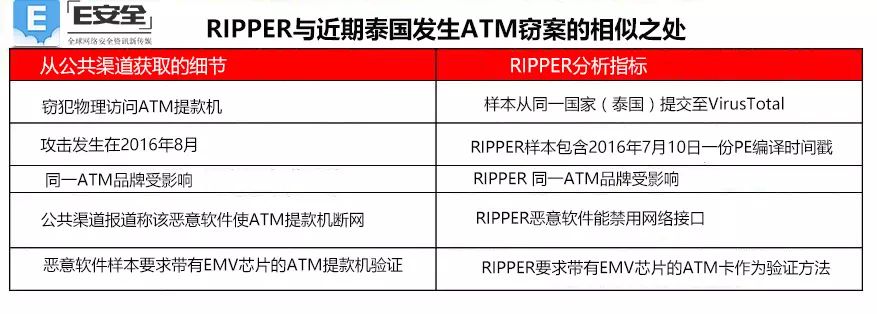 E
E安全
全球网络安全资讯新传媒
RIPPER与近期泰国发生ATM窃案的相似之处
从公共渠道获取的细节
RIPPER分析指标
窃犯物理访问ATM提款机
样本从同一国家（泰国）提交至VirusTotal
攻击发生在2016年8月
RIPPER样本包含2016年7月10日一份PE编译时间戳
同一ATM品牌受影响
RIPPER 同一ATM品牌受影响
公共渠道报道称该恶意软件使ATM提款机断网
RIPPER恶意软件能禁用网络接口
恶意软件样本要求带有EMV芯片的ATM提款机验证
RIPPER要求带有EMV芯片的ATM卡作为验证方法